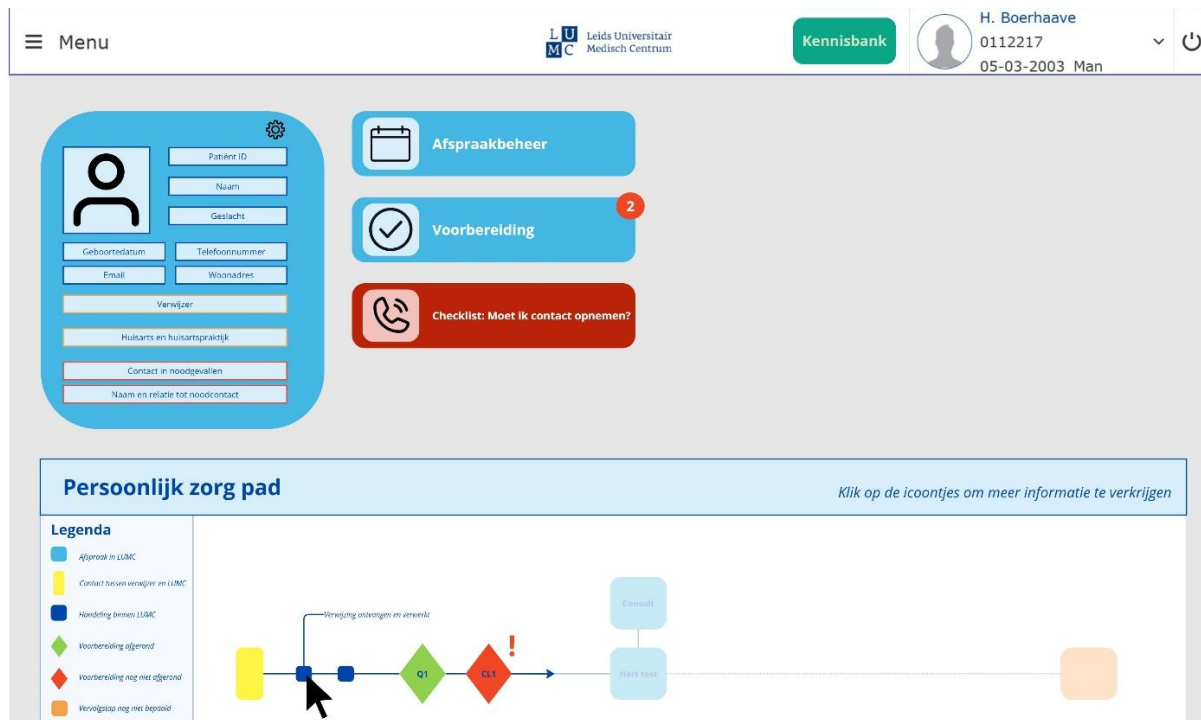 Menu
L U
M C
Leids Universitair
Medisch Centrum
Kennisbank
H. Boerhaave
0112217
05-03-2003 Man
Patiënt ID
Naam
Geslacht
Geboortedatum
Telefoonnummer
Email
Woonadres
Verwijzer
Huisarts en huisartspraktijk
Contact in noodgevallen
Naam en relatie tot noodcontact
Afspraakbeheer
Voorbereiding
2
Checklist: Moet ik contact opnemen?
Persoonlijk zorg pad
Klik op de icoontjes om meer informatie te verkrijgen
Legenda
Afspraak in LUMC
Contact tussen verwijzer en LUMC
Handeling binnen LUMC
Voorbereiding afgerond
Voorbereiding nog niet afgerond
Vervolgstap nog niet bepaald
Verwijzing ontvangen en verwerkt
Q1
CL1
!
Consult
Hart test